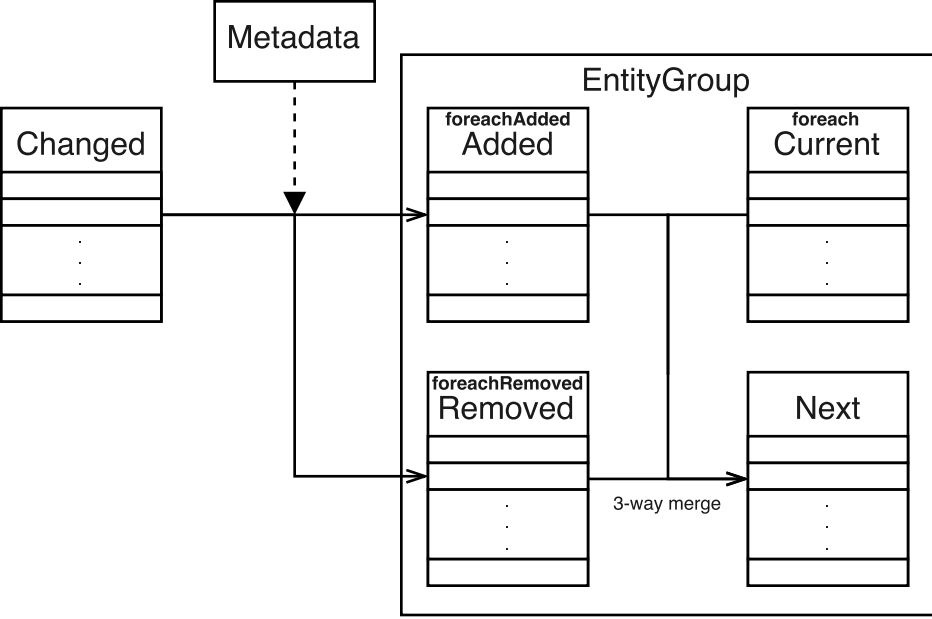 Metadata
EntityGroup
Changed
foreachAdded
Added
foreach
Current
foreachRemoved
Removed
Next
3-way merge